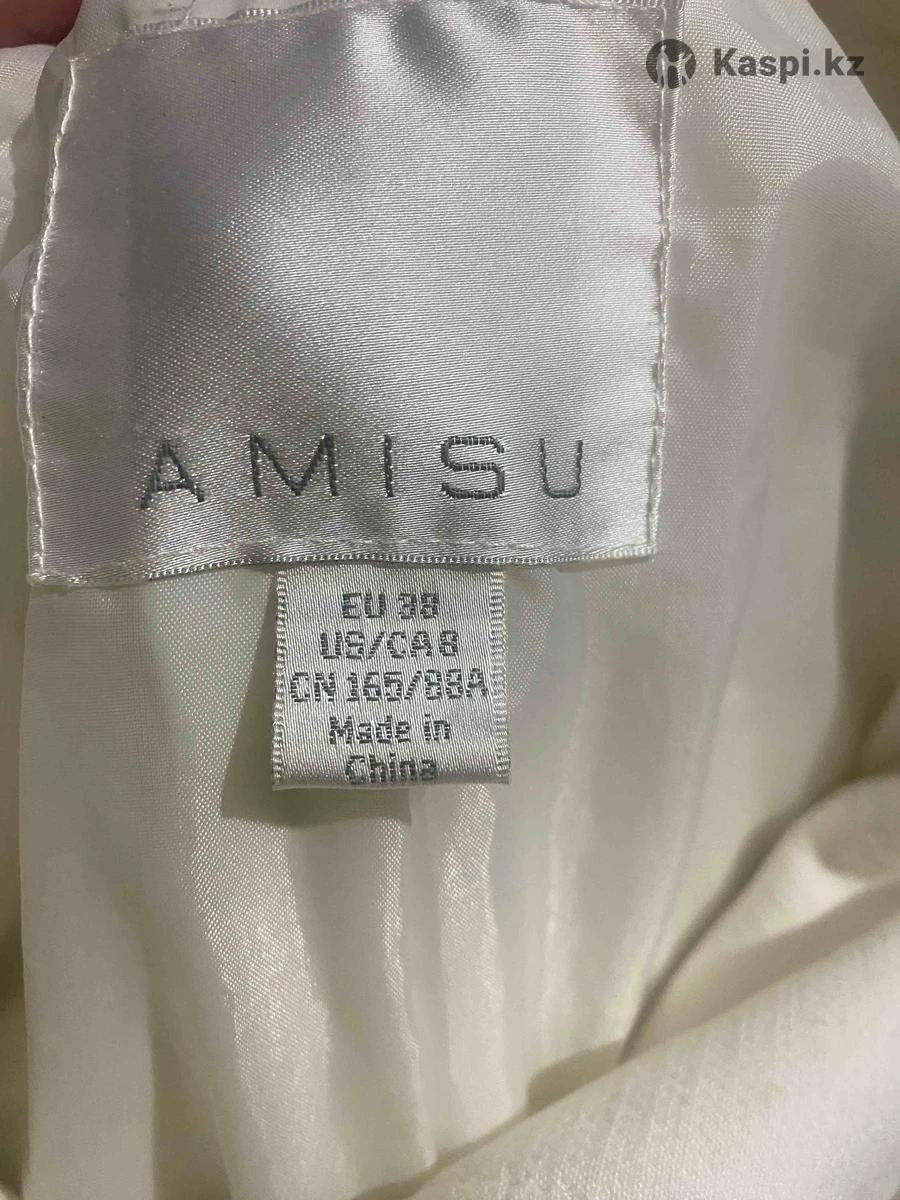 Kaspi.kz
AMISU
EU 38
US/CA 8
CN 165/88A
Made in
China